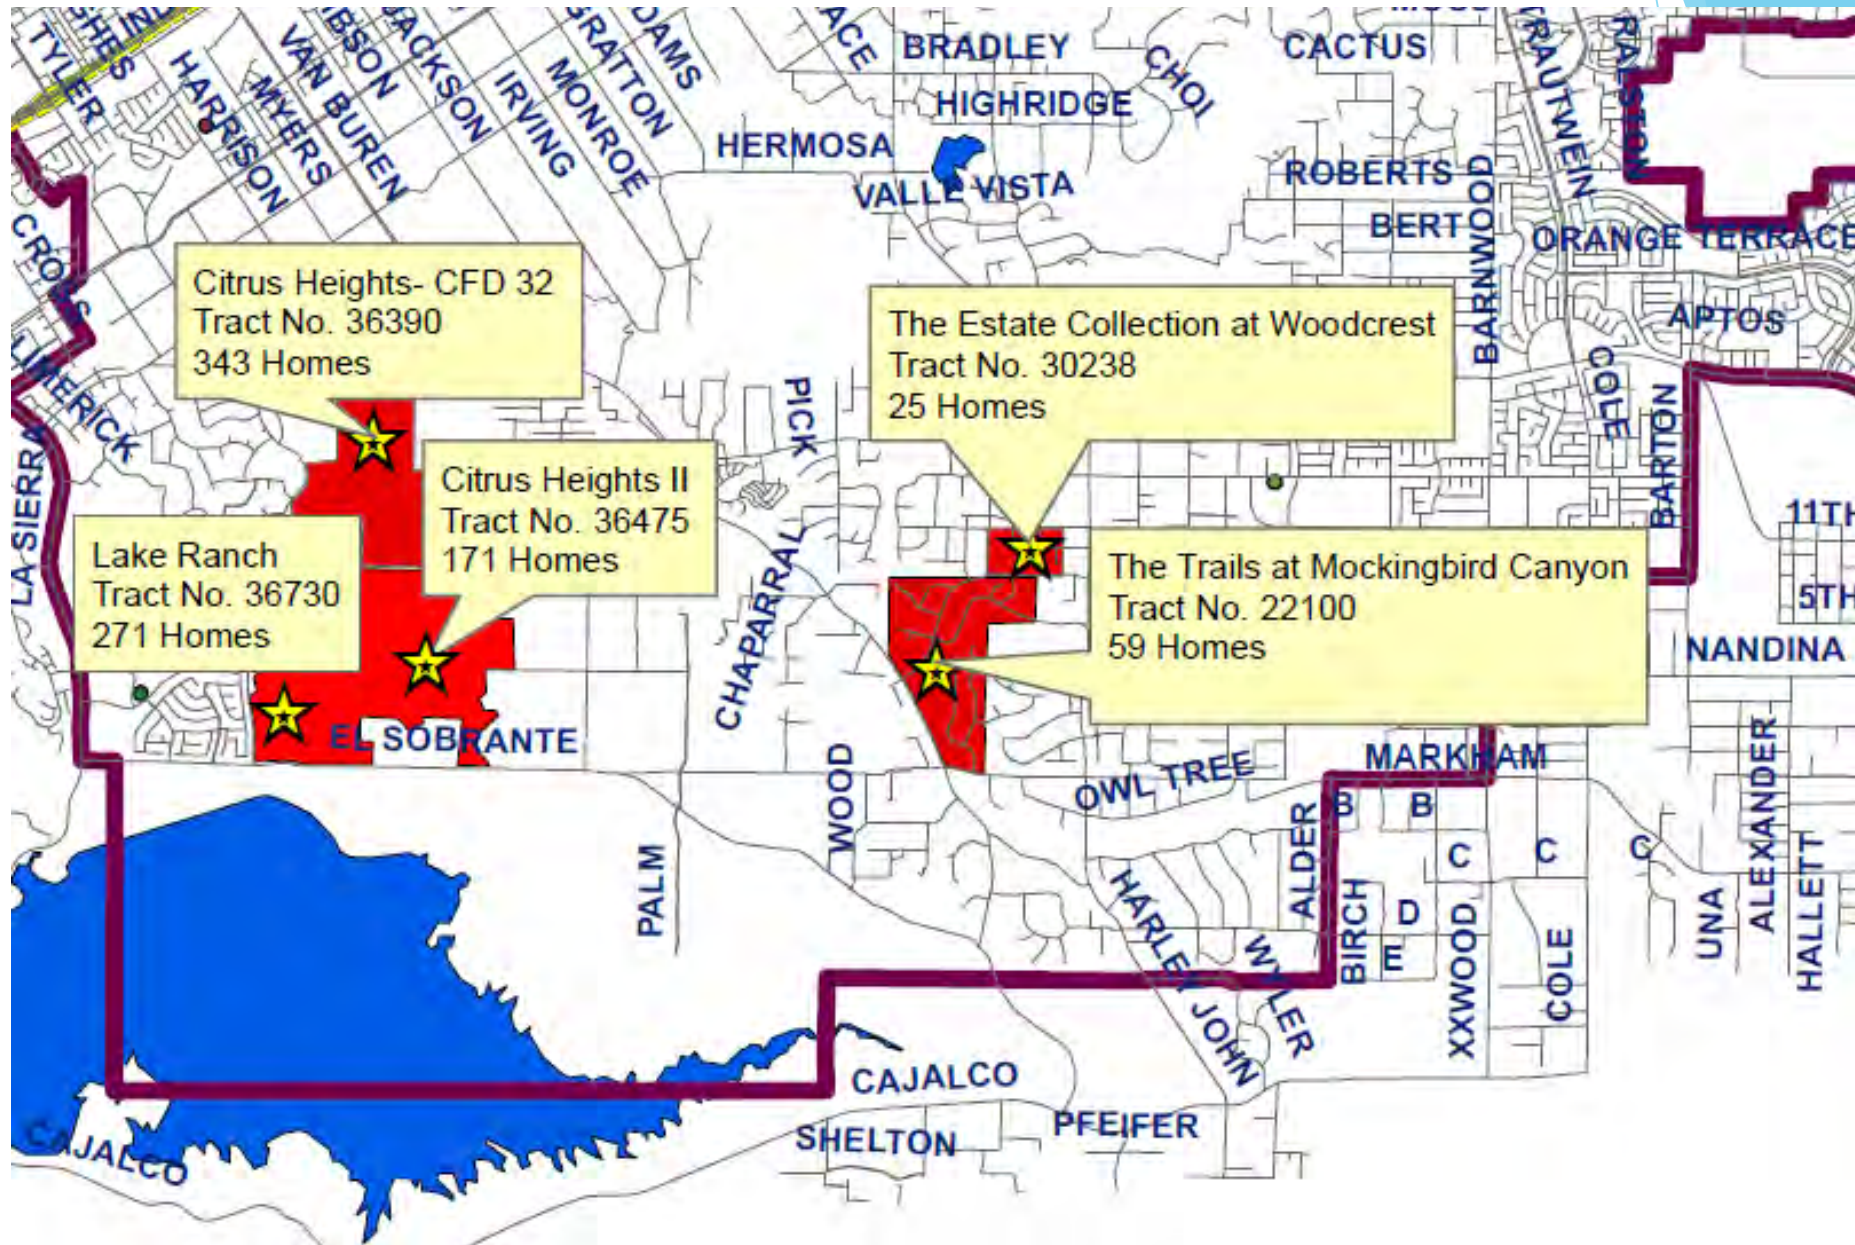 TYLER
HARRISON
MYERS
VAN BUREN
JACKSON
IRVING
MONROE
GRATTON
ADAMS
BRADLEY
CHOI
CACTUS
TRAUTWEIN
RALSTON
HIGHRIDGE
HERMOSA
VALLE VISTA
ROBERTS
BERT
BARNWOOD
ORANGE TERRACE
APTOS
CROSS
LIMERICK
LA SIERRA
Citrus Heights- CFD 32
Tract No. 36390
343 Homes
The Estate Collection at Woodcrest
Tract No. 30238
25 Homes
PICK
COLE
BARTON
Citrus Heights II
Tract No. 36475
171 Homes
11TH
Lake Ranch
Tract No. 36730
271 Homes
CHAPARRAL
The Trails at Mockingbird Canyon
Tract No. 22100
59 Homes
5TH
NANDINA
EL SOBRANTE
WOOD
OWL TREE
MARKHAM
ALEXANDER
B
B
PALM
ALDER
C
C
C
HALLETT
UNA
HARLEY JOHN
WYLER
BIRCH
D
E
XXWOOD
COLE
CAJALCO
PFEIFER
SHELTON
CAJALCO